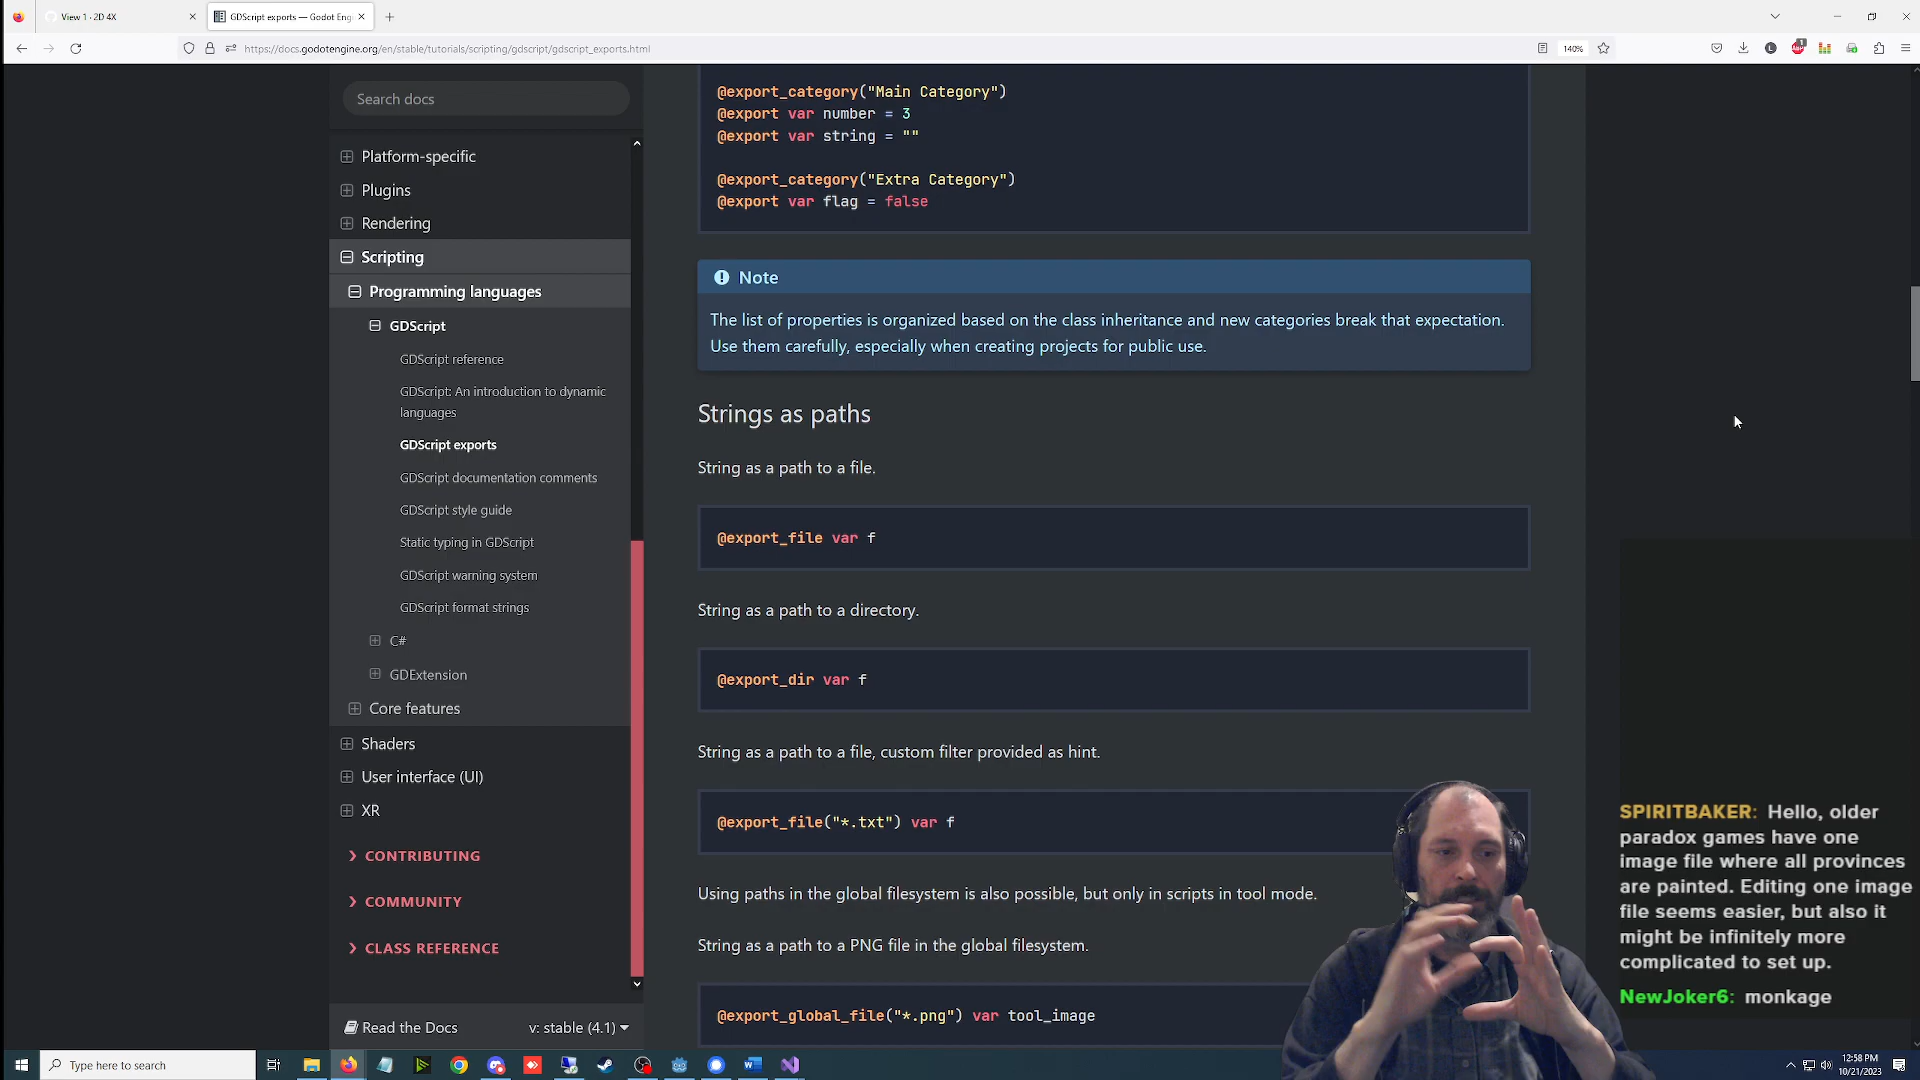 View 1 - 2D 4X
GDScript exports — Godot Eng
https://docs.godotengine.org/en/stable/tutorials/scripting/gdscript/gdscript_exports.html
140%
Search docs
Platform-specific
Plugins
Rendering
Scripting
Programming languages
GDScript
GDScript reference
GDScript: An introduction to dynamic
languages
GDScript exports
GDScript documentation comments
GDScript style guide
Static typing in GDScript
GDScript warning system
GDScript format strings
C#
GDExtension
Core features
Shaders
User interface (UI)
XR
CONTRIBUTING
COMMUNITY
CLASS REFERENCE
Read the Docs v: stable (4.1)
@export_category("Main Category")
@export var number = 3
@export var string = ""
@export_category("Extra Category")
@export var flag = false
Note
The list of properties is organized based on the class inheritance and new categories break that expectation.
Use them carefully, especially when creating projects for public use.
Strings as paths
String as a path to a file.
@export_file var f
String as a path to a directory.
@export_dir var f
String as a path to a file, custom filter provided as hint.
@export_file("*.txt") var f
Using paths in the global filesystem is also possible, but only in scripts in tool mode.
String as a path to a PNG file in the global filesystem.
@export_global_file("*.png") var tool_image
SPIRITBAKER: Hello, older
paradox games have one
image file where all provinces
are painted. Editing one image
file seems easier, but also it
might be infinitely more
complicated to set up.
NewJoker6: monkage
Type here to search
12:58 PM
10/21/2023